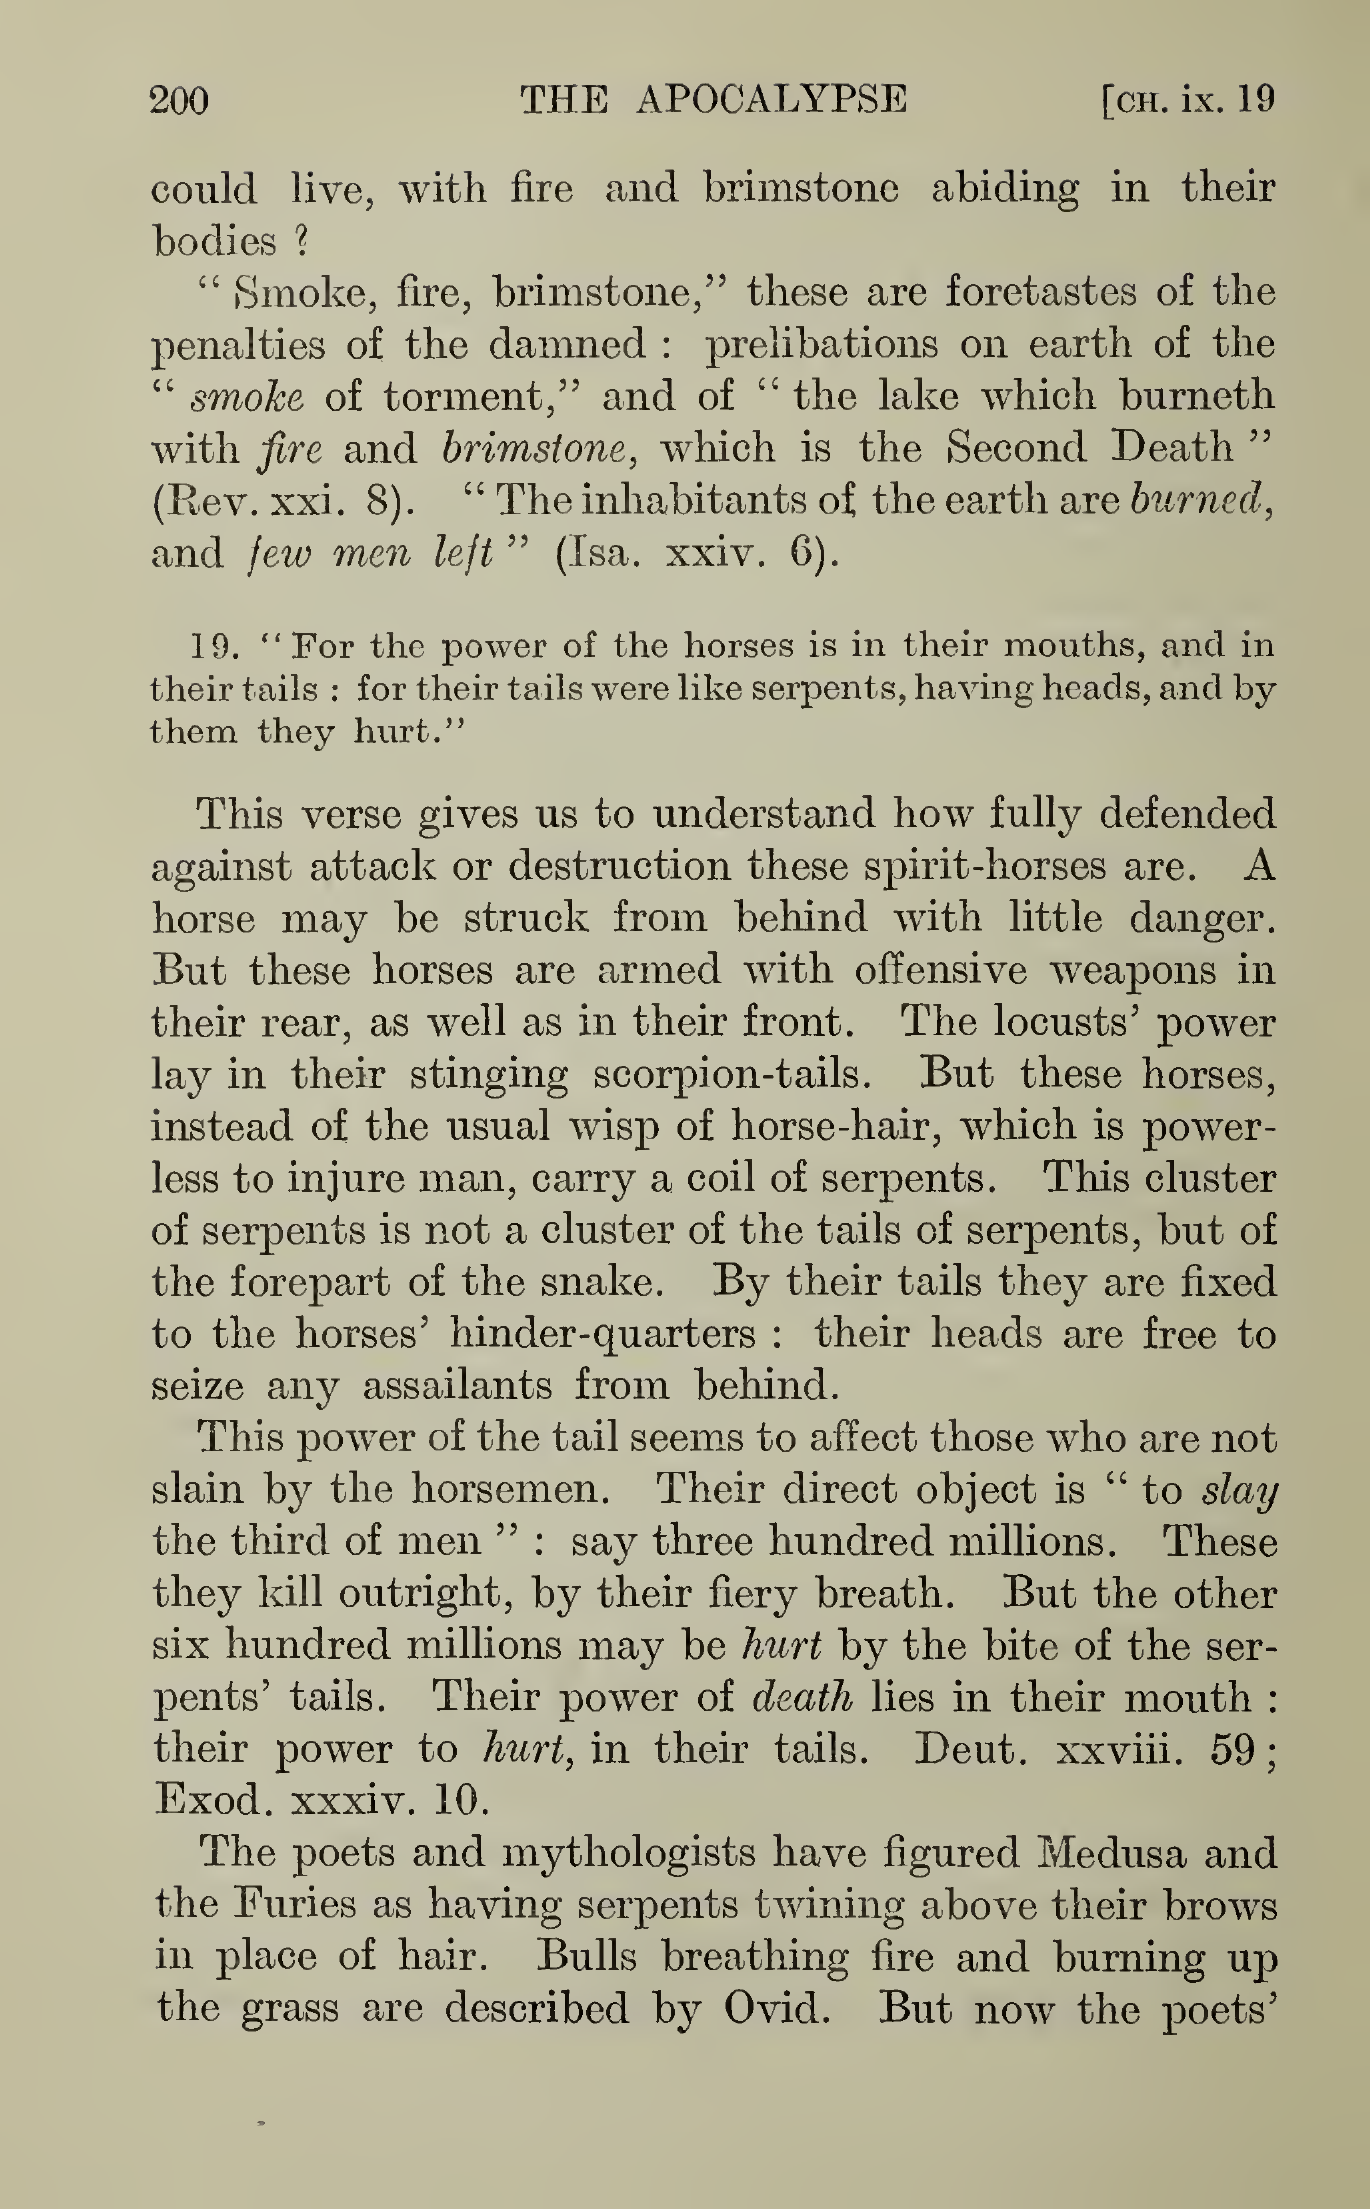 200 THE APOCALYPSE [CH. ix. 19
could live, with fire and brimstone abiding in their
bodies ?
“ Smoke, fire, brimstone,” these are foretastes of the
penalties of the damned : prelibations on earth of the
“ smoke of torment,” and of “ the lake which burneth
with fire and brimstone, which is the Second Death ”
(Rev. xxi. 8). “ The inhabitants of the earth are burned,
and few men left ” (Isa. xxiv. 6).
19. “ For the power of the horses is in their mouths, and in
their tails : for their tails were like serpents, having heads, and by
them they hurt.”
This verse gives us to understand how fully defended
against attack or destruction these spirit-horses are. A
horse may be struck from behind with little danger.
But these horses are armed with offensive weapons in
their rear, as well as in their front. The locusts’ power
lay in their stinging scorpion-tails. But these horses,
instead of the usual wisp of horse-hair, which is power-
less to injure man, carry a coil of serpents. This cluster
of serpents is not a cluster of the tails of serpents, but of
the forepart of the snake. By their tails they are fixed
to the horses’ hinder-quarters : their heads are free to
seize any assailants from behind.
This power of the tail seems to affect those who are not
slain by the horsemen. Their direct object is “ to slay
the third of men ” : say three hundred millions. These
they kill outright, by their fiery breath. But the other
six hundred millions may be hurt by the bite of the ser-
pents’ tails. Their power of death lies in their mouth :
their power to hurt, in their tails. Deut. xxviii. 59 ;
Exod. xxxiv. 10.
The poets and mythologists have figured Medusa and
the Furies as having serpents twining above their brows
in place of hair. Bulls breathing fire and burning up
the grass are described by Ovid. But now the poets’